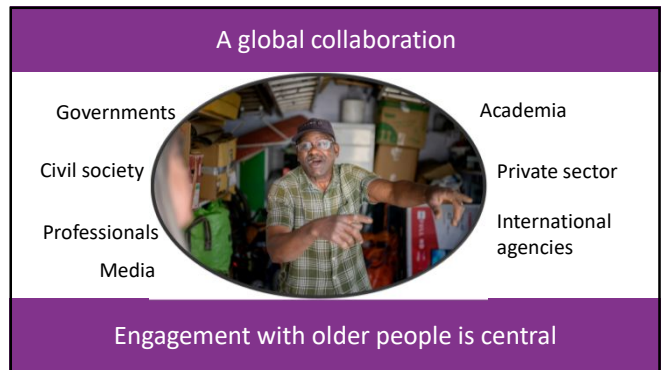 A global collaboration
Governments
Academia
Civil society
Private sector
Professionals
International
agencies
Media
Engagement with older people is central